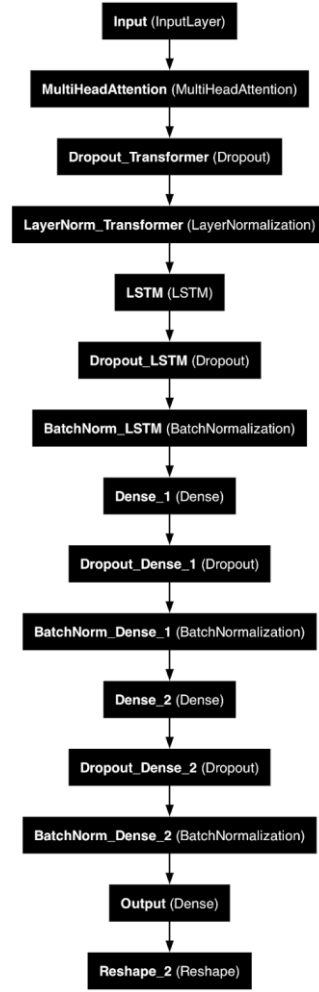 Input (InputLayer)
MultiHeadAttention (MultiHeadAttention)
Dropout_Transformer (Dropout)
LayerNorm_Transformer (LayerNormalization)
LSTM (LSTM)
Dropout_LSTM (Dropout)
BatchNorm_LSTM (BatchNormalization)
Dense_1 (Dense)
Dropout_Dense_1 (Dropout)
BatchNorm_Dense_1 (BatchNormalization)
Dense_2 (Dense)
Dropout_Dense_2 (Dropout)
BatchNorm_Dense_2 (BatchNormalization)
Output (Dense)
Reshape_2 (Reshape)